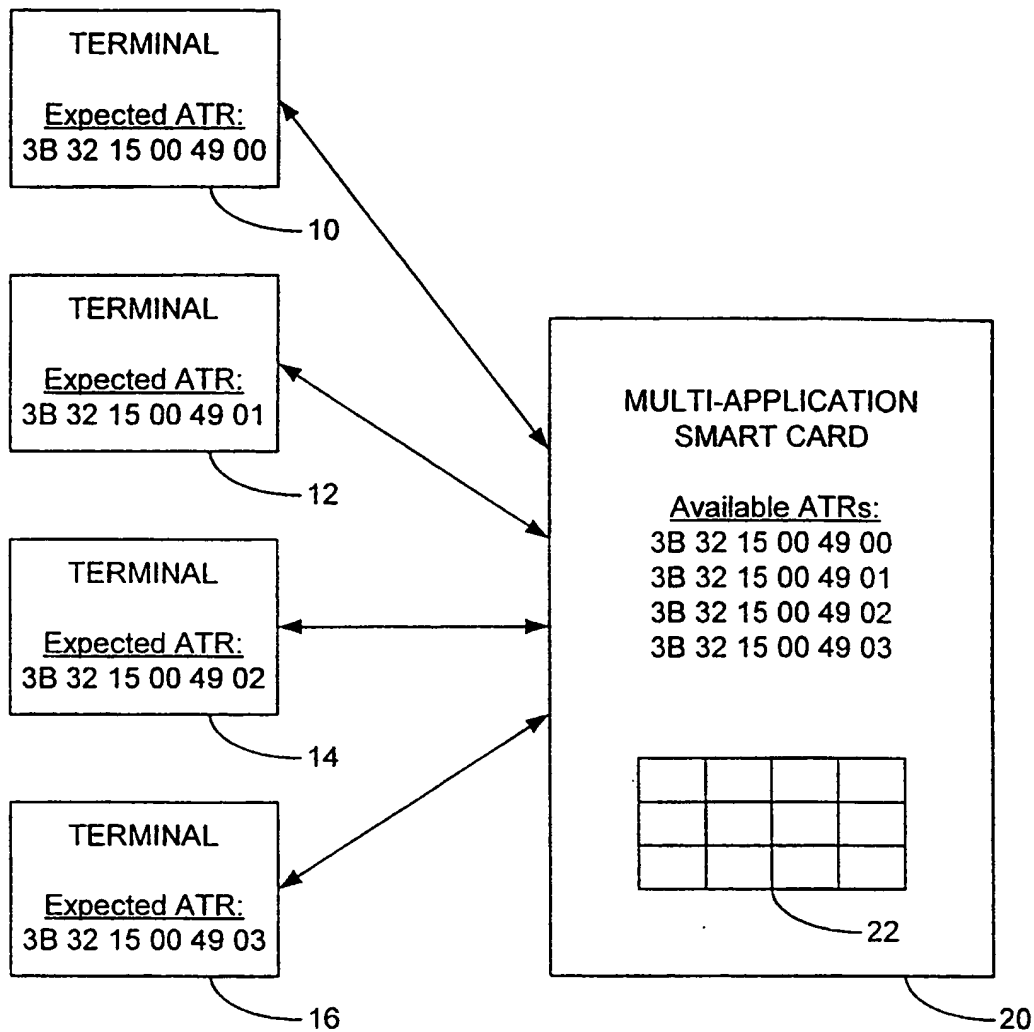 TERMINAL
Expected ATR:
3B 32 15 00 49 00
10
TERMINAL
Expected ATR:
3B 32 15 00 49 01
12
TERMINAL
Expected ATR:
3B 32 15 00 49 02
14
TERMINAL
Expected ATR:
3B 32 15 00 49 03
16
MULTI-APPLICATION
SMART CARD
Available ATRs:
3B 32 15 00 49 00
3B 32 15 00 49 01
3B 32 15 00 49 02
3B 32 15 00 49 03
22
20